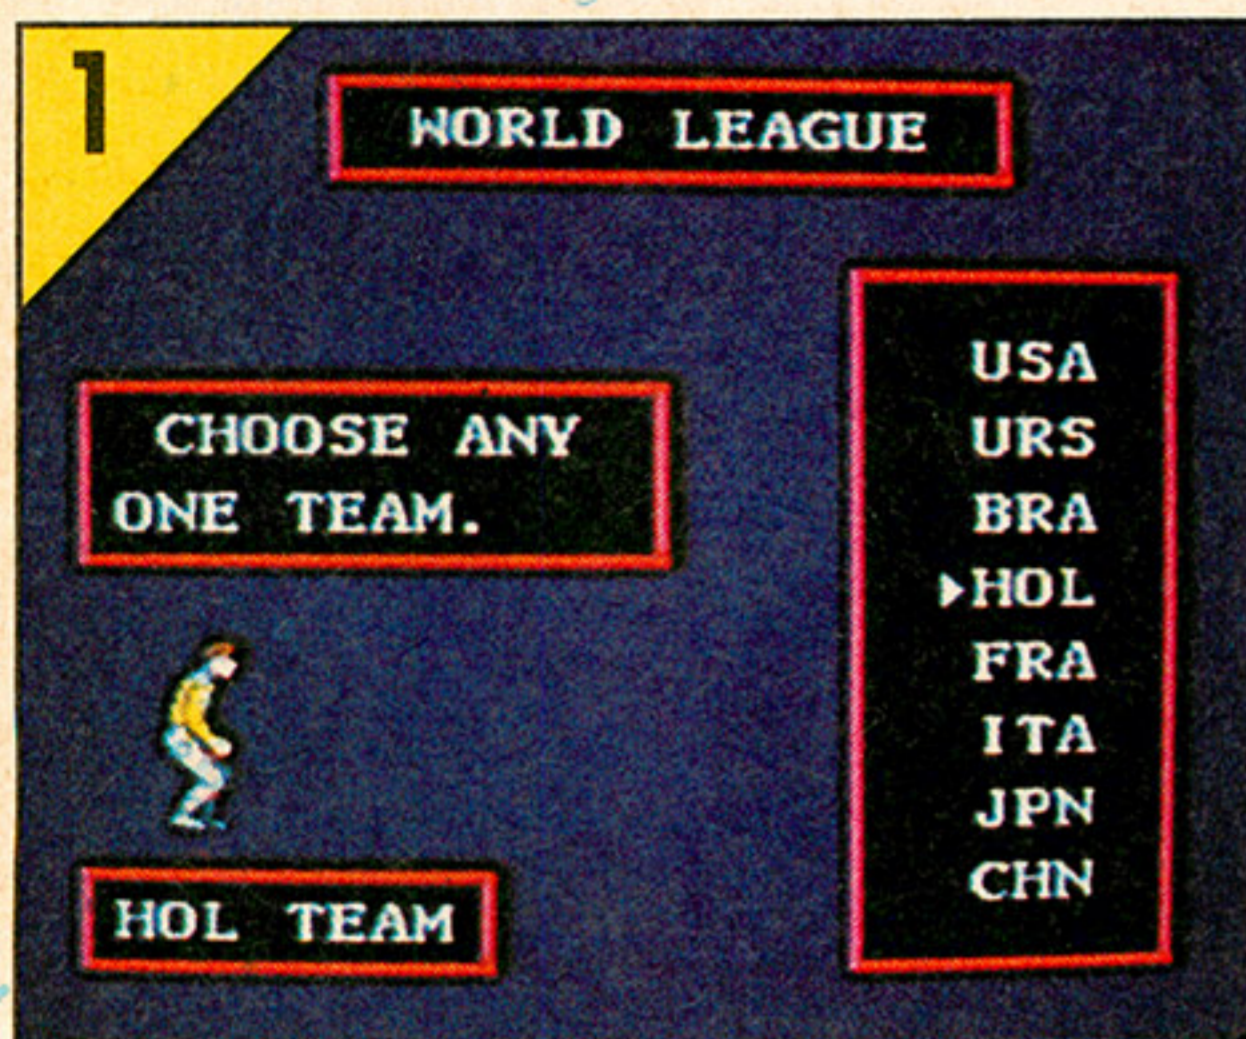 1
WORLD LEAGUE
CHOOSE ANY
ONE TEAM.
HOL TEAM
USA
URS
BRA
▶HOL
FRA
ITA
JPN
CHN